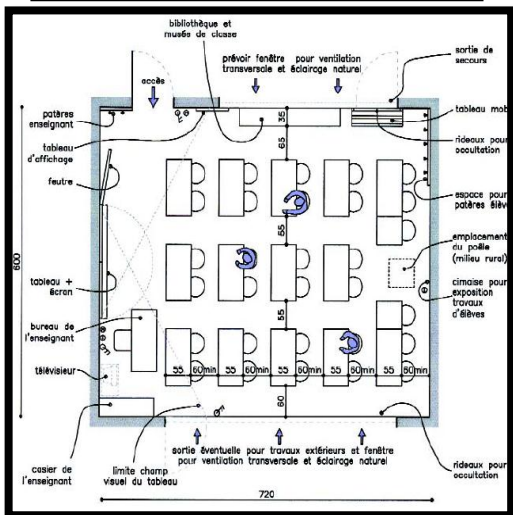 bibliothèque et
musée de classe
prévoir fenêtre pour ventilation
transversale et éclairage naturel
sortie de
secours
accès
patères
enseignant
tableau
d'affichage
feutre
tableau +
écran
bureau de
l'enseignant
téléviseur
casier de
l'enseignant
limite champ
visuel du tableau
sortie éventuelle pour travaux extérieurs et fenêtre
pour ventilation transversale et éclairage naturel
tableau mob
rideaux pour
occultation
espace pour
patères élève
emplacement
du poêle
(milieu rural)
cimaise pour
exposition
travaux
d'élèves
rideaux pour
occultation
35
65
55
55
55 60min 55 60min 55 60min 55 60min 55 60min
60
600
720